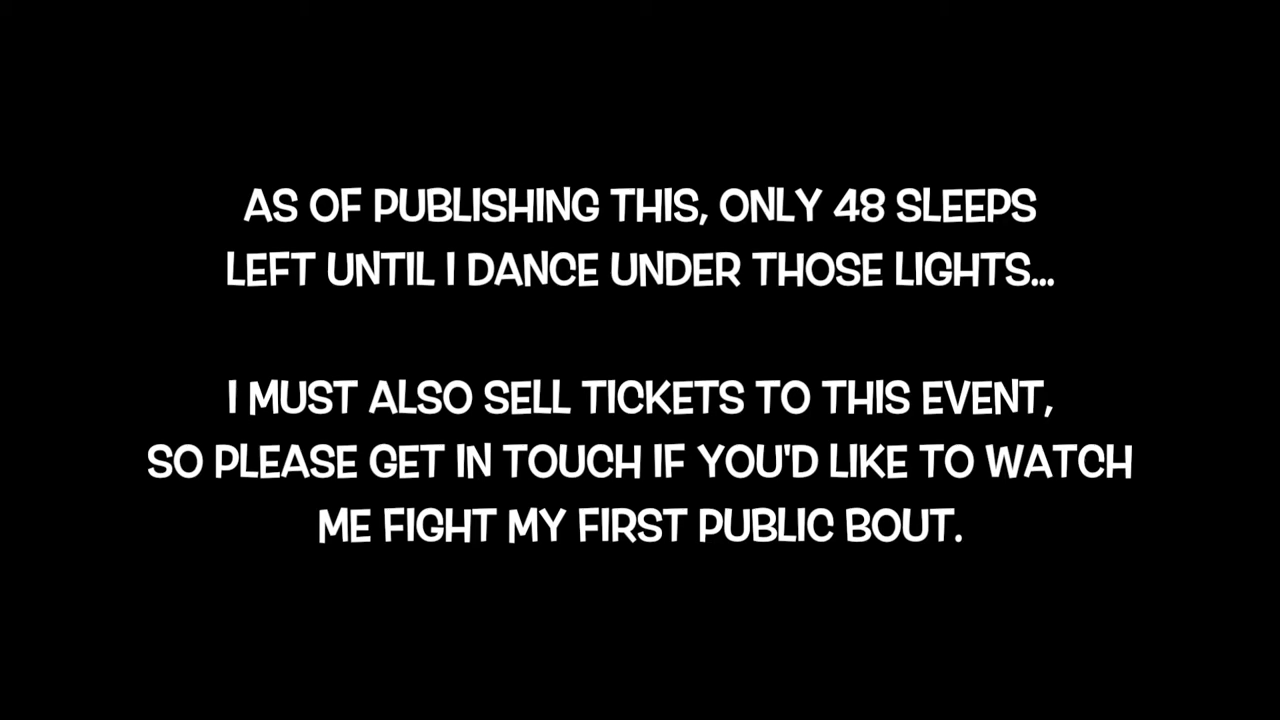 AS OF PUBLISHING THIS, ONLY 48 SLEEPS
LEFT UNTIL I DANCE UNDER THOSE LIGHTS...
I MUST ALSO SELL TICKETS TO THIS EVENT,
SO PLEASE GET IN TOUCH IF YOU'D LIKE TO WATCH
ME FIGHT MY FIRST PUBLIC BOUT.